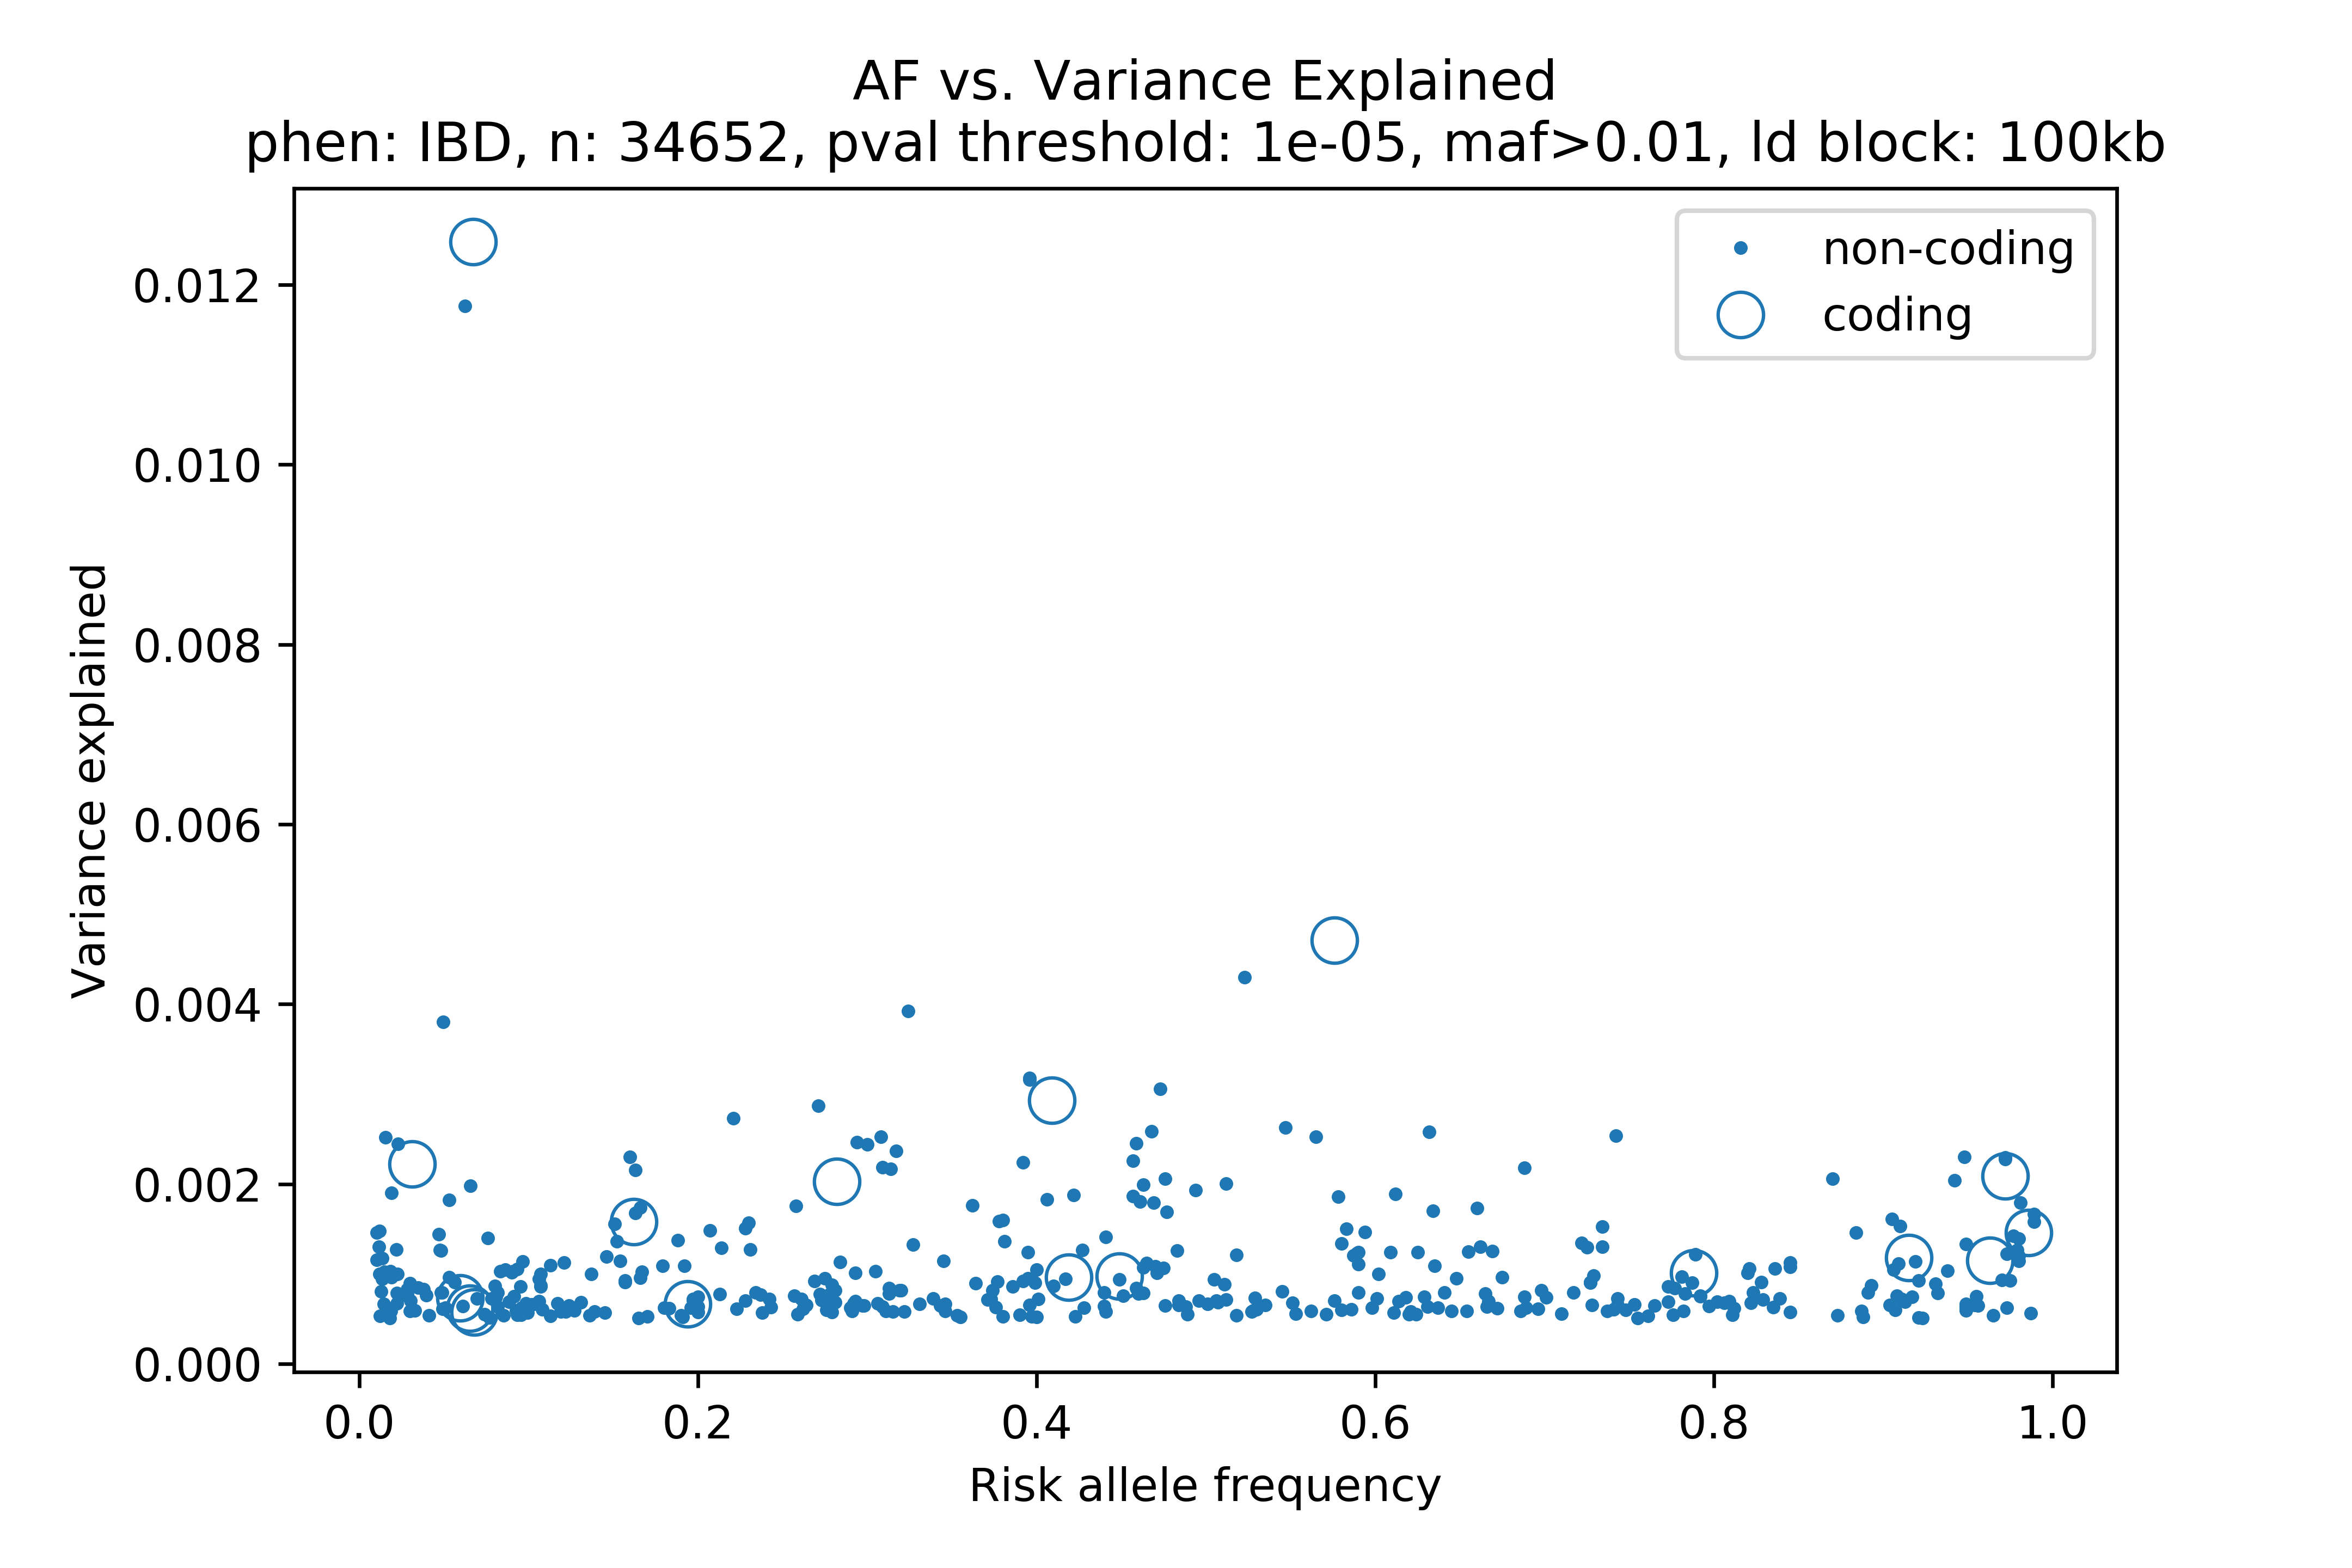 AF vs. Variance Explained
phen: IBD, n: 34652, pval threshold: 1e-05, maf>0.01, ld block: 100kb
non-coding
coding
Variance explained
0.012
0.010
0.008
0.006
0.004
0.002
0.000
0.0 0.2 0.4 0.6 0.8 1.0
Risk allele frequency